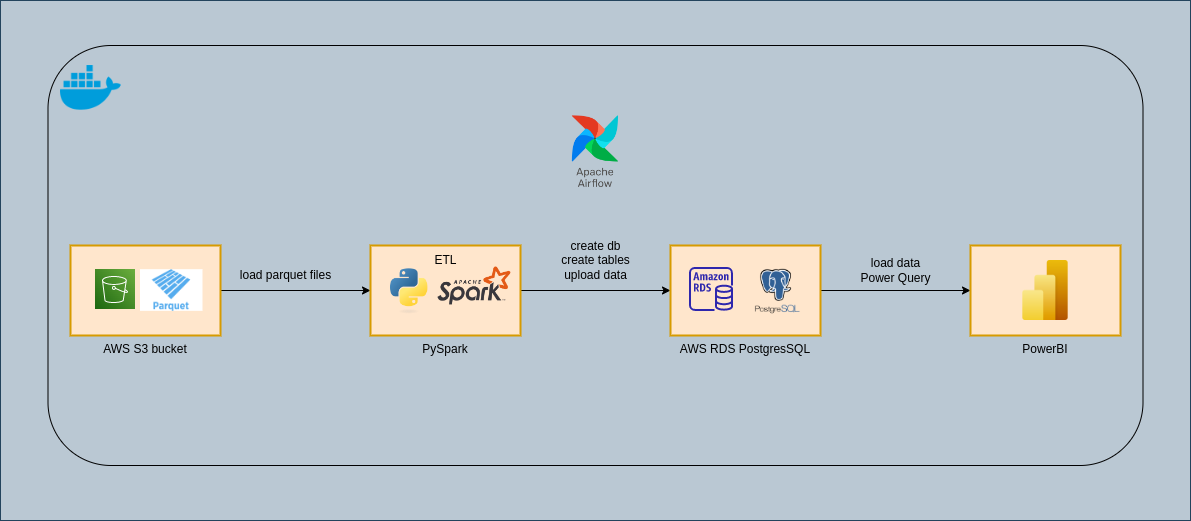 Apache
Airflow
load parquet files
ETL
create db
create tables
upload data
load data
Power Query
Parquet
APACHE
Spark
TM
Amazon
RDS
PostgreSQL
AWS S3 bucket
PySpark
AWS RDS PostgresSQL
PowerBI